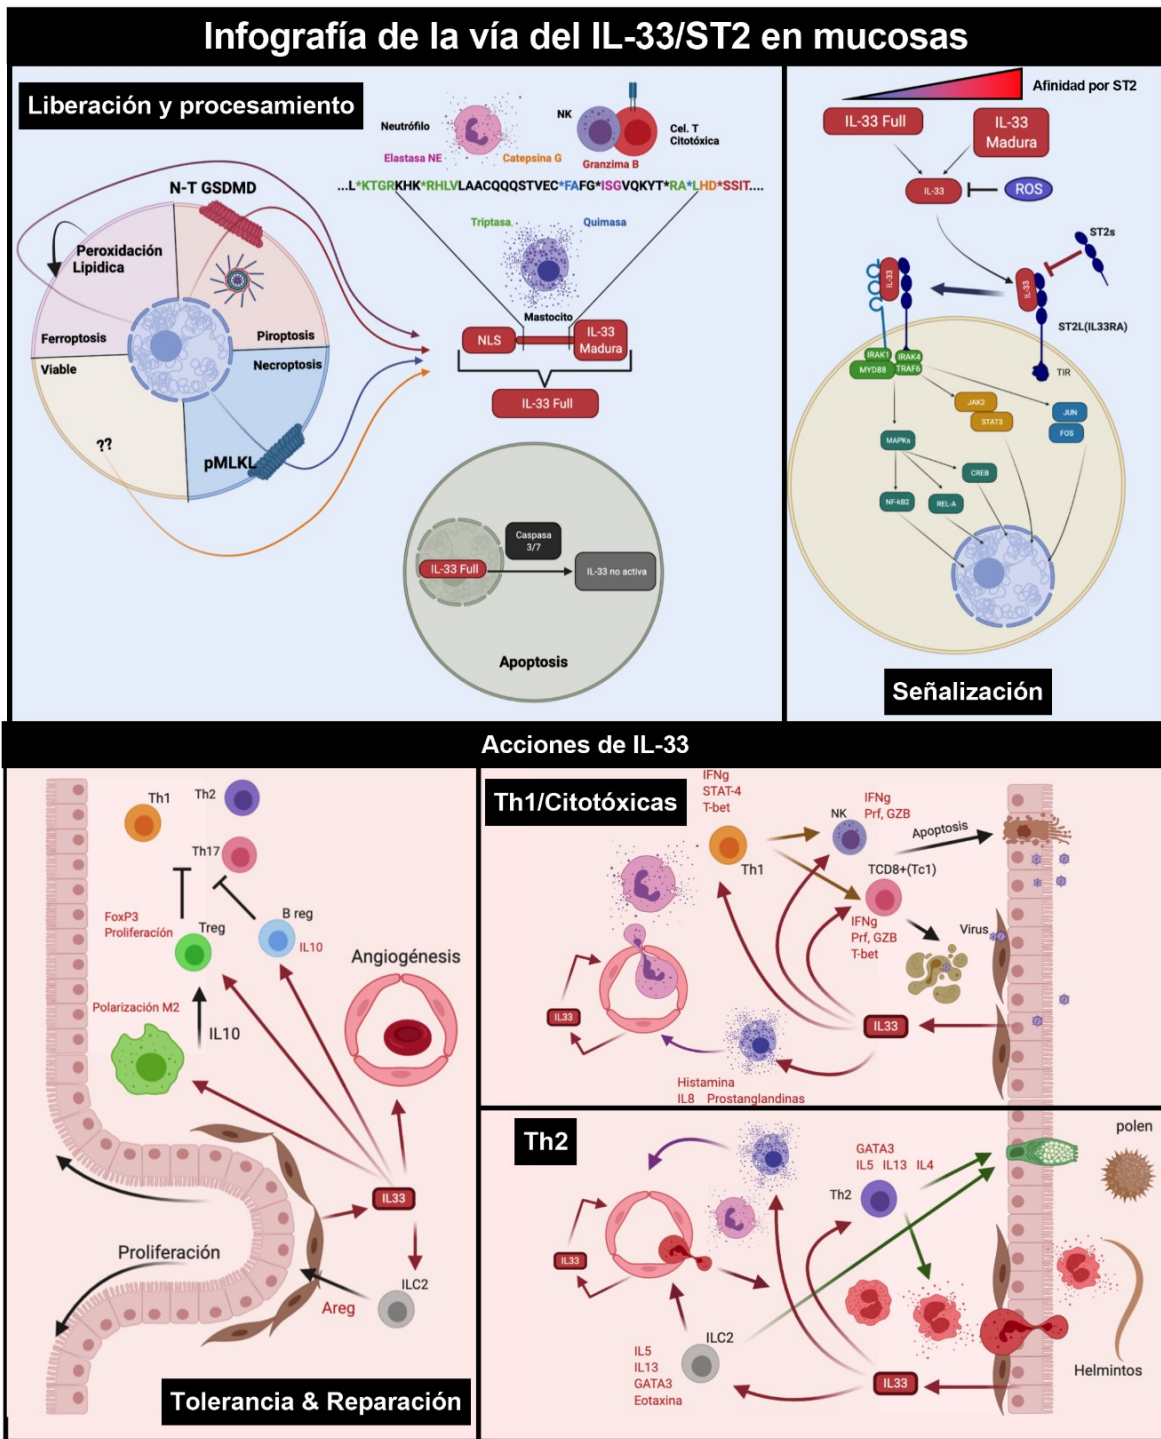 Infografía de la vía del IL-33/ST2 en mucosas
Liberación y procesamiento
Neutrófilo
NK
Cel. T
Citotóxica
Elastasa NE
Catepsina G
Granzima B
...L*KTGRKHK*RHLVLAACQQQSTVEC*FAFG*ISGVQKYT*RA*LHD*SSIT....
Triptasa
Quimasa
Mastocito
N-T GSDMD
Peroxidación
Lipidica
Ferroptosis
Piroptosis
Viable
Necroptosis
??
pMLKL
NLS
IL-33
Madura
IL-33 Full
Caspasa
3/7
IL-33 Full
IL-33 no activa
Apoptosis
Afinidad por ST2
IL-33 Full
IL-33
Madura
IL-33
ROS
ST2s
IL-33
IL-33
ST2L(IL33RA)
TIR
IRAK1
IRAK4
MYD88
TRAF6
JAK2
STAT3
JUN
FOS
MAPKs
CREB
NF-kB2
REL-A
Señalización
Acciones de IL-33
Th1
Th2
Th17
FoxP3
Proliferación
Treg
B reg
IL10
Angiogénesis
Polarización M2
IL10
IL33
Proliferación
ILC2
Areg
Tolerancia & Reparación
Th1/Citotóxicas
IFNg
STAT-4
T-bet
Th1
NK
IFNg
Prf, GZB
Apoptosis
TCD8+(Tc1)
IFNg
Prf, GZB
T-bet
Virus
IL33
IL33
Histamina
IL8 Prostanglandinas
Th2
GATA3
IL5 IL13 IL4
Th2
polen
IL33
ILC2
IL5
IL13
GATA3
Eotaxina
IL33
Helmintos